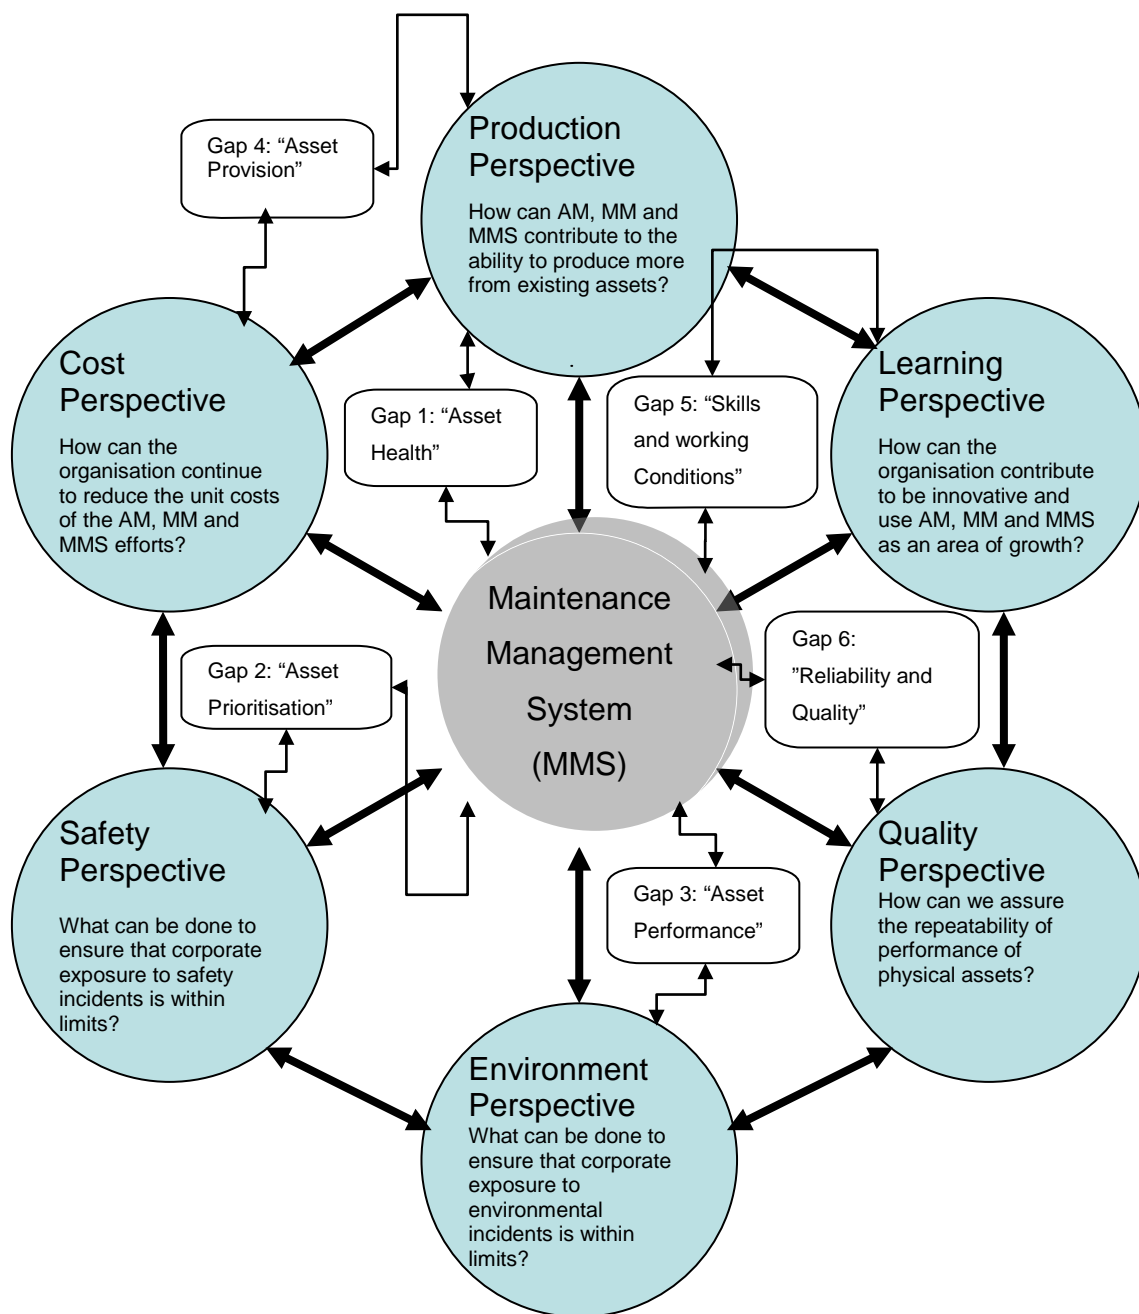 Gap 4: “Asset
Provision”
Production
Perspective
How can AM, MM and
MMS contribute to the
ability to produce more
from existing assets?
.
Cost
Perspective
How can the
organisation continue
to reduce the unit costs
of the AM, MM and
MMS efforts?
Gap 1: “Asset
Health”
Gap 5: “Skills
and working
Conditions”
Learning
Perspective
How can the
organisation contribute
to be innovative and
use AM, MM and MMS
as an area of growth?
Maintenance
Management
System
(MMS)
Gap 2: “Asset
Prioritisation”
Gap 6:
”Reliability and
Quality”
Safety
Perspective
What can be done to
ensure that corporate
exposure to safety
incidents is within
limits?
Gap 3: “Asset
Performance”
Quality
Perspective
How can we assure
the repeatability of
performance of
physical assets?
Environment
Perspective
What can be done to
ensure that corporate
exposure to
environmental
incidents is within
limits?